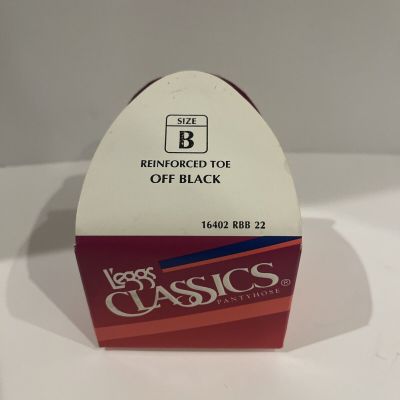 SIZE
B
REINFORCED TOE
OFF BLACK
16402 RBB 22
L'eggs
CLASSICS®
PANTYHOSE